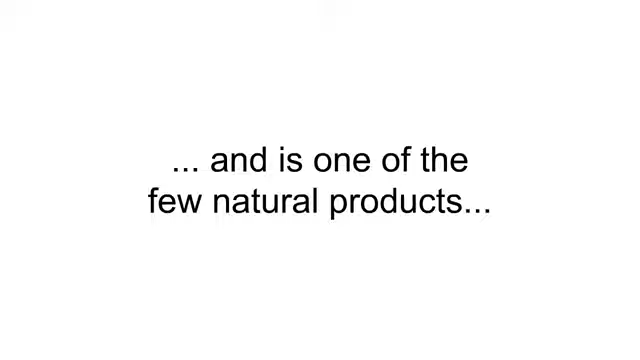 ... and is one of the
few natural products...